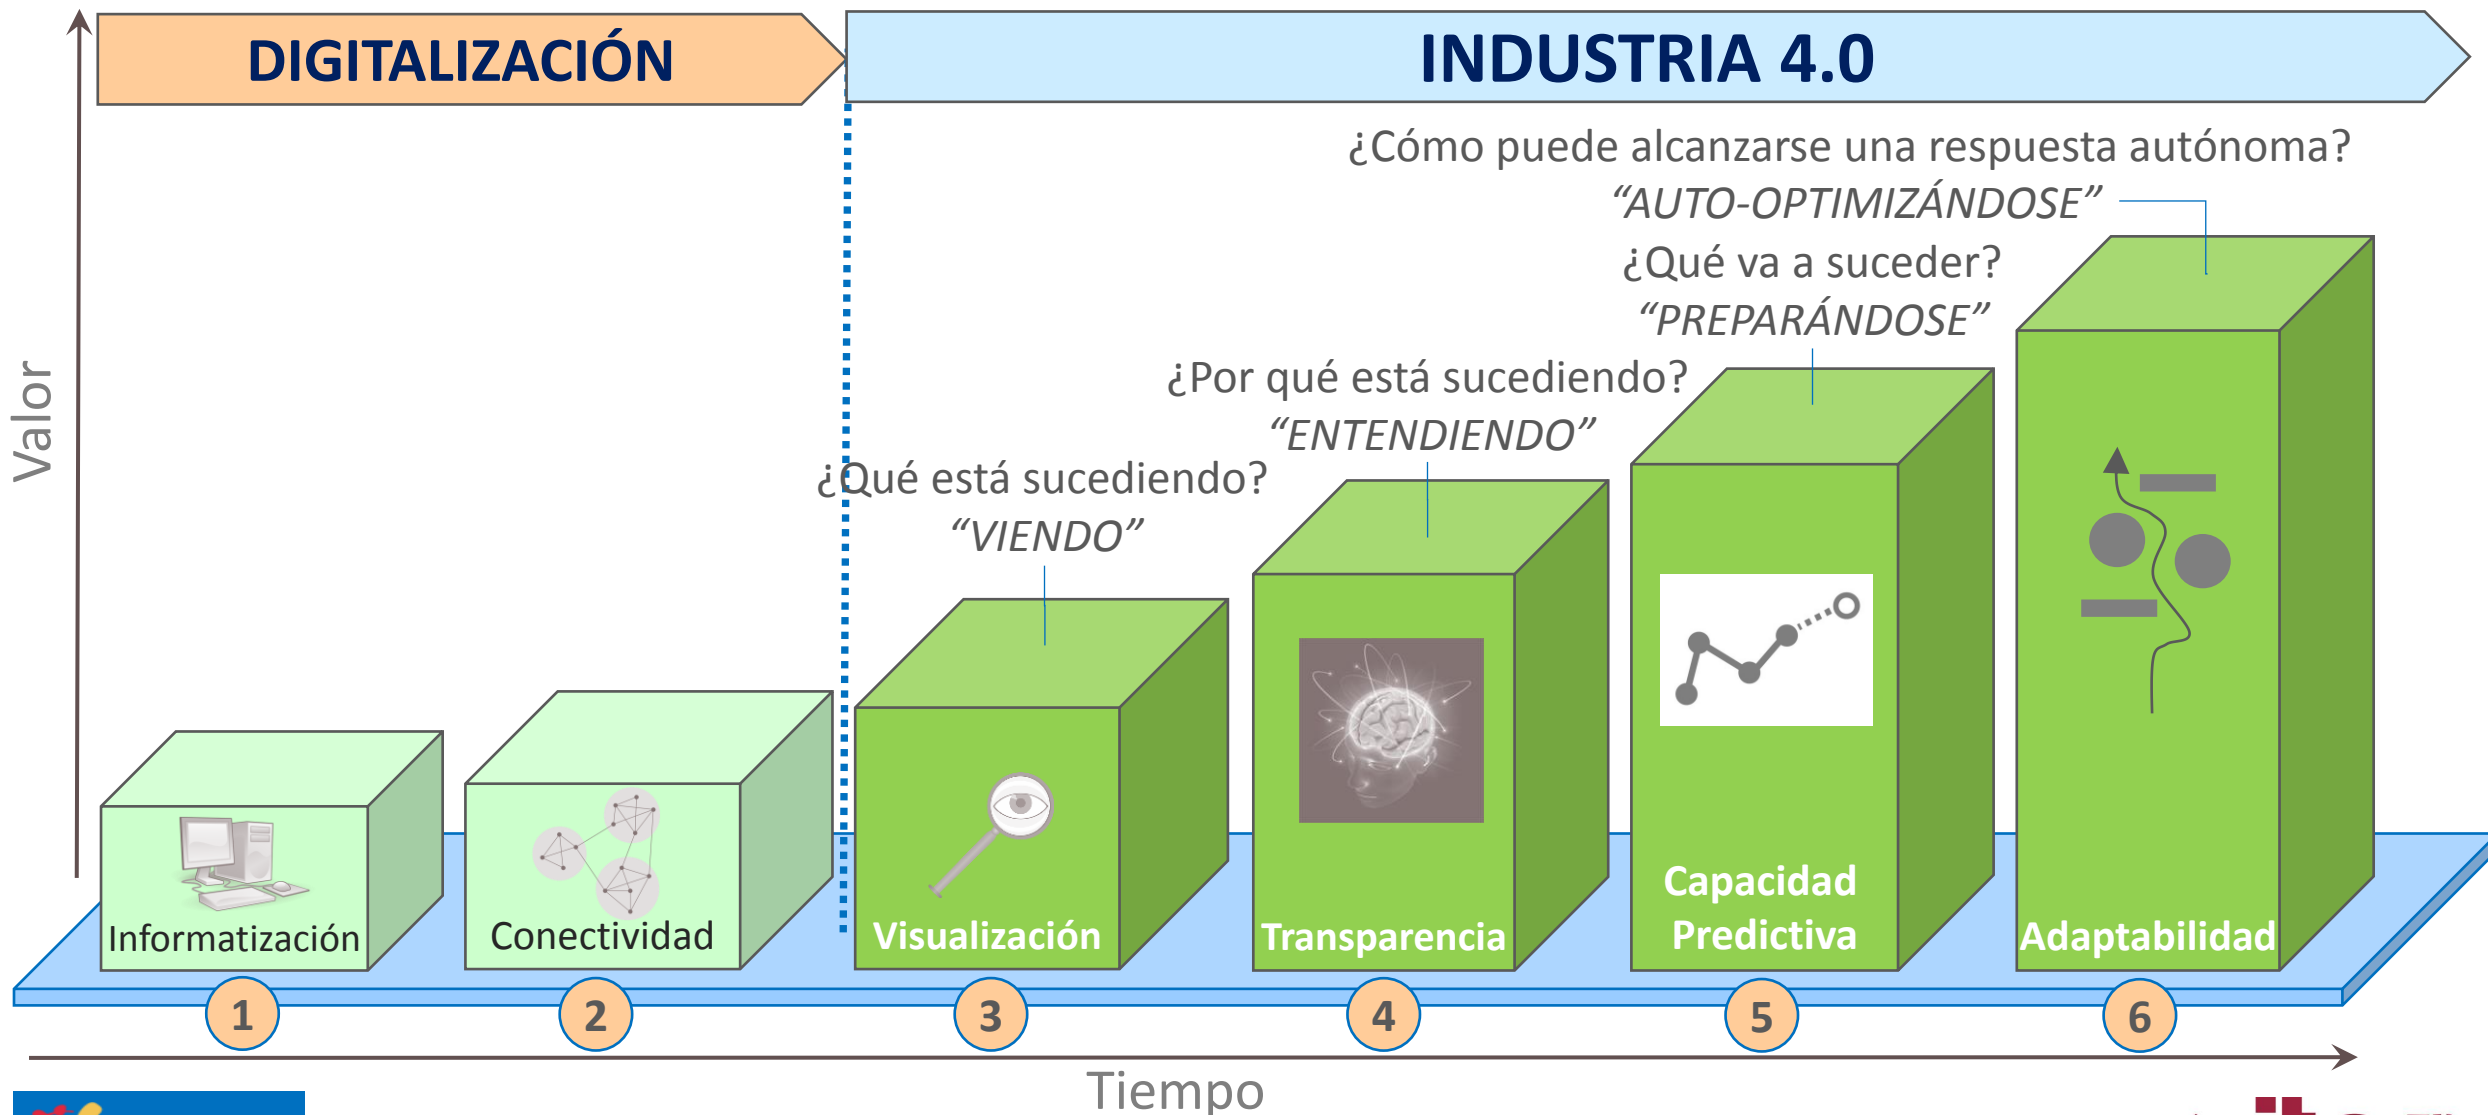 DIGITALIZACIÓN
INDUSTRIA 4.0
¿Cómo puede alcanzarse una respuesta autónoma?
“AUTO-OPTIMIZÁNDOSE”
¿Qué va a suceder?
“PREPARÁNDOSE”
¿Por qué está sucediendo?
“ENTENDIENDO”
¿Qué está sucediendo?
“VIENDO”
Valor
Informatización
Conectividad
Visualización
Transparencia
Capacidad
Predictiva
Adaptabilidad
1
2
3
4
5
6
Tiempo